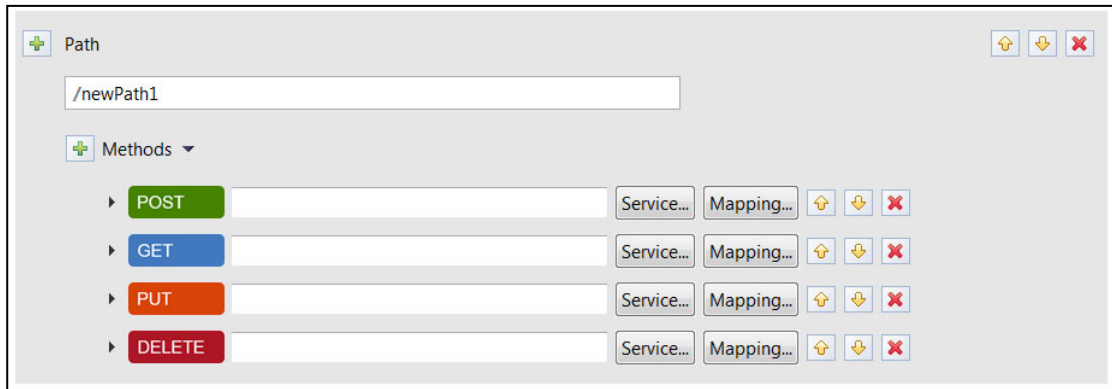 Path
/newPath1
Methods
POST Service... Mapping...
GET Service... Mapping...
PUT Service... Mapping...
DELETE Service... Mapping...